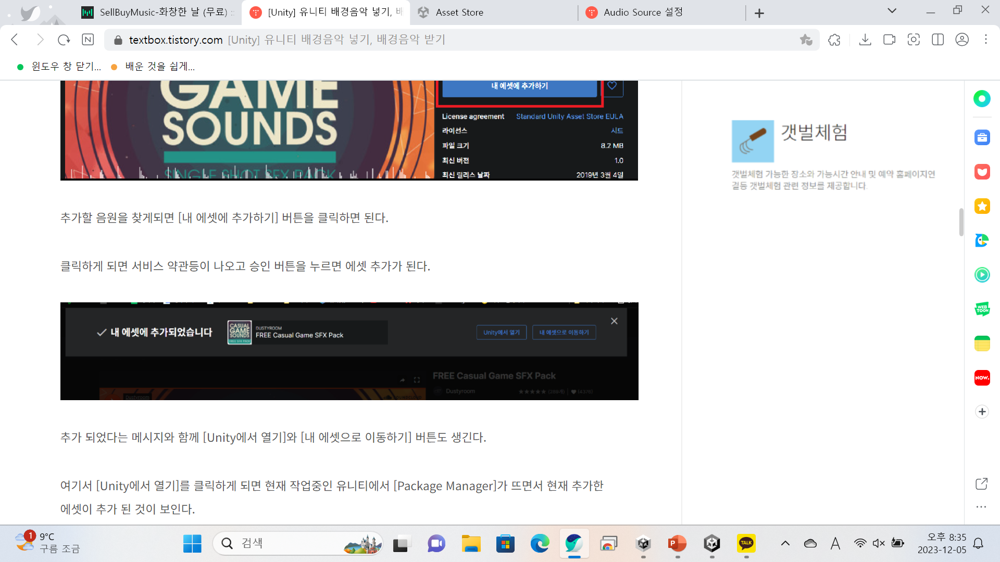 SellBuyMusic-화창한 날 (무료) :
[Unity] 유니티 배경음악 넣기, 배
Asset Store
Audio Source 설정
textbox.tistory.com [Unity] 유니티 배경음악 넣기, 배경음악 받기
윈도우 창 닫기...
배운 것을 쉽게...
GAME
SOUNDS
SINGLE SHOT SFX PACK
내 에셋에 추가하기
License agreement Standard Unity Asset Store EULA
라이선스 시트
파일 크기 8.2 MB
최신 버전 1.0
최신 릴리스 날짜 2019년 3월 4일
갯벌체험
갯벌체험 가능한 장소와 가능시간 안내 및 예약 홈페이지연
결등 갯벌체험 관련 정보를 제공합니다.
추가할 음원을 찾게되면 [내 에셋에 추가하기] 버튼을 클릭하면 된다.
클릭하게 되면 서비스 약관등이 나오고 승인 버튼을 누르면 에셋 추가가 된다.
내 에셋에 추가되었습니다
CASUAL
GAME
SOUNDS
FREE SFX PACK
DUSTYROOM
FREE Casual Game SFX Pack
Unity에서 열기
내 에셋으로 이동하기
FREE Casual Game SFX Pack
Dustyroom
Dustyroom
SOUNDCLOUD
추가 되었다는 메시지와 함께 [Unity에서 열기]와 [내 에셋으로 이동하기] 버튼도 생긴다.
여기서 [Unity에서 열기]를 클릭하게 되면 현재 작업중인 유니티에서 [Package Manager]가 뜨면서 현재 추가한
에셋이 추가 된 것이 보인다.
WEB
TOON
NOW.
1
9°C
구름 조금
검색
P
TALK
A
오후 8:35
2023-12-05